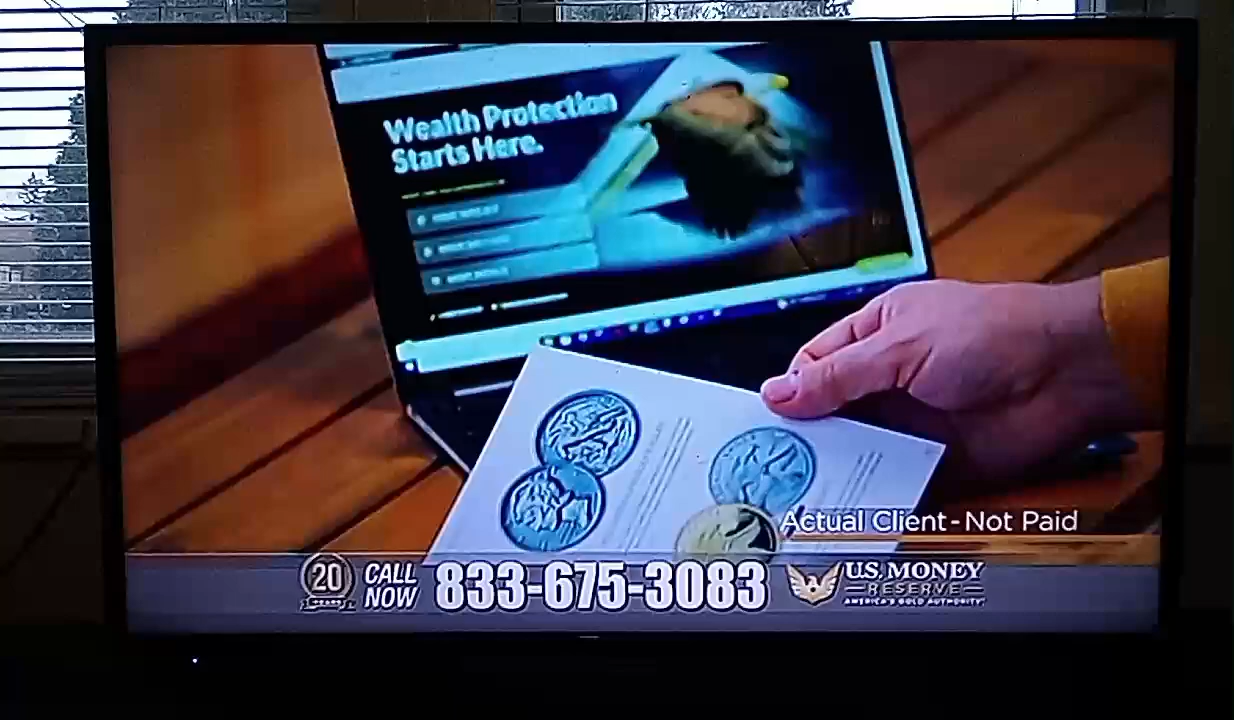 Wealth Protection
Starts Here.
Actual Client - Not Paid
20
YEARS
CALL
NOW
833-675-3083
U.S. MONEY
RESERVE
AMERICA'S GOLD AUTHORITY®